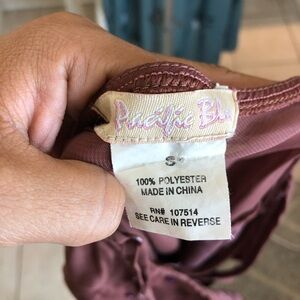 Pacific Blu
S
100% POLYESTER
MADE IN CHINA
RN# 107514
SEE CARE IN REVERSE